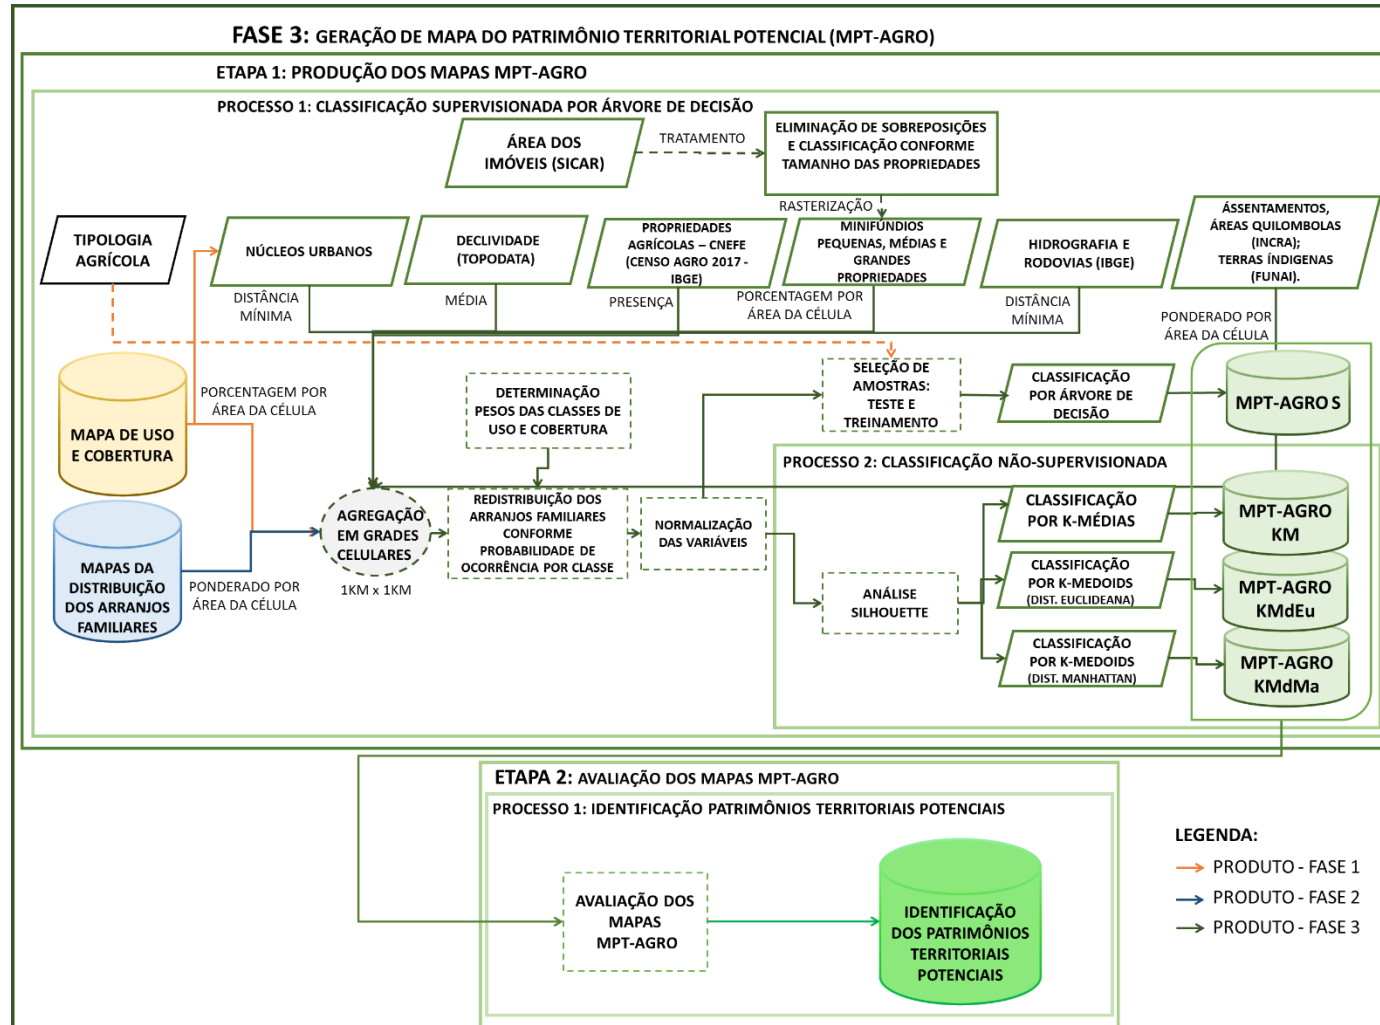 FASE 3: GERAÇÃO DE MAPA DO PATRIMÔNIO TERRITORIAL POTENCIAL (MPT-AGRO)
ETAPA 1: PRODUÇÃO DOS MAPAS MPT-AGRO
PROCESSO 1: CLASSIFICAÇÃO SUPERVISIONADA POR ÁRVORE DE DECISÃO
ÁREA DOS
IMÓVEIS (SICAR)
TRATAMENTO
ELIMINAÇÃO DE SOBREPOSIÇÕES
E CLASSIFICAÇÃO CONFORME
TAMANHO DAS PROPRIEDADES
RASTERIZAÇÃO
TIPOLOGIA
AGRÍCOLA
NÚCLEOS URBANOS
DECLIVIDADE
(TOPODATA)
PROPRIEDADES
AGRÍCOLAS – CNEFE
(CENSO AGRO 2017 -
IBGE)
MINIFÚNDIOS
PEQUENAS, MÉDIAS E
GRANDES
PROPRIEDADES
HIDROGRAFIA E
RODOVIAS (IBGE)
ÁSSENTAMENTOS,
ÁREAS QUILOMBOLAS
(INCRA);
TERRAS ÍNDIGENAS
(FUNAI).
DISTÂNCIA
MÍNIMA
MÉDIA
PRESENÇA
PORCENTAGEM POR
ÁREA DA CÉLULA
DISTÂNCIA
MÍNIMA
PONDERADO POR
ÁREA DA CÉLULA
MAPA DE USO
E COBERTURA
PORCENTAGEM POR
ÁREA DA CÉLULA
DETERMINAÇÃO
PESOS DAS CLASSES DE
USO E COBERTURA
SELEÇÃO DE
AMOSTRAS:
TESTE E
TREINAMENTO
CLASSIFICAÇÃO
POR ÁRVORE DE
DECISÃO
MPT-AGRO S
PROCESSO 2: CLASSIFICAÇÃO NÃO-SUPERVISIONADA
MAPAS DA
DISTRIBUIÇÃO
DOS ARRANJOS
FAMILIARES
PONDERADO POR
ÁREA DA CÉLULA
AGREGAÇÃO
EM GRADES
CELULARES
1KM x 1KM
REDISTRIBUIÇÃO DOS
ARRANJOS FAMILIARES
CONFORME
PROBABILIDADE DE
OCORRÊNCIA POR CLASSE
NORMALIZAÇÃO
DAS VARIÁVEIS
ANÁLISE
SILHOUETTE
CLASSIFICAÇÃO
POR K-MÉDIAS
MPT-AGRO
KM
CLASSIFICAÇÃO
POR K-MEDOIDS
(DIST. EUCLIDEANA)
MPT-AGRO
KMdEu
CLASSIFICAÇÃO
POR K-MEDOIDS
(DIST. MANHATTAN)
MPT-AGRO
KMdMa
ETAPA 2: AVALIAÇÃO DOS MAPAS MPT-AGRO
PROCESSO 1: IDENTIFICAÇÃO PATRIMÔNIOS TERRITORIAIS POTENCIAIS
AVALIAÇÃO DOS
MAPAS
MPT-AGRO
IDENTIFICAÇÃO
DOS PATRIMÔNIOS
TERRITORIAIS
POTENCIAIS
LEGENDA:
PRODUTO - FASE 1
PRODUTO - FASE 2
PRODUTO - FASE 3